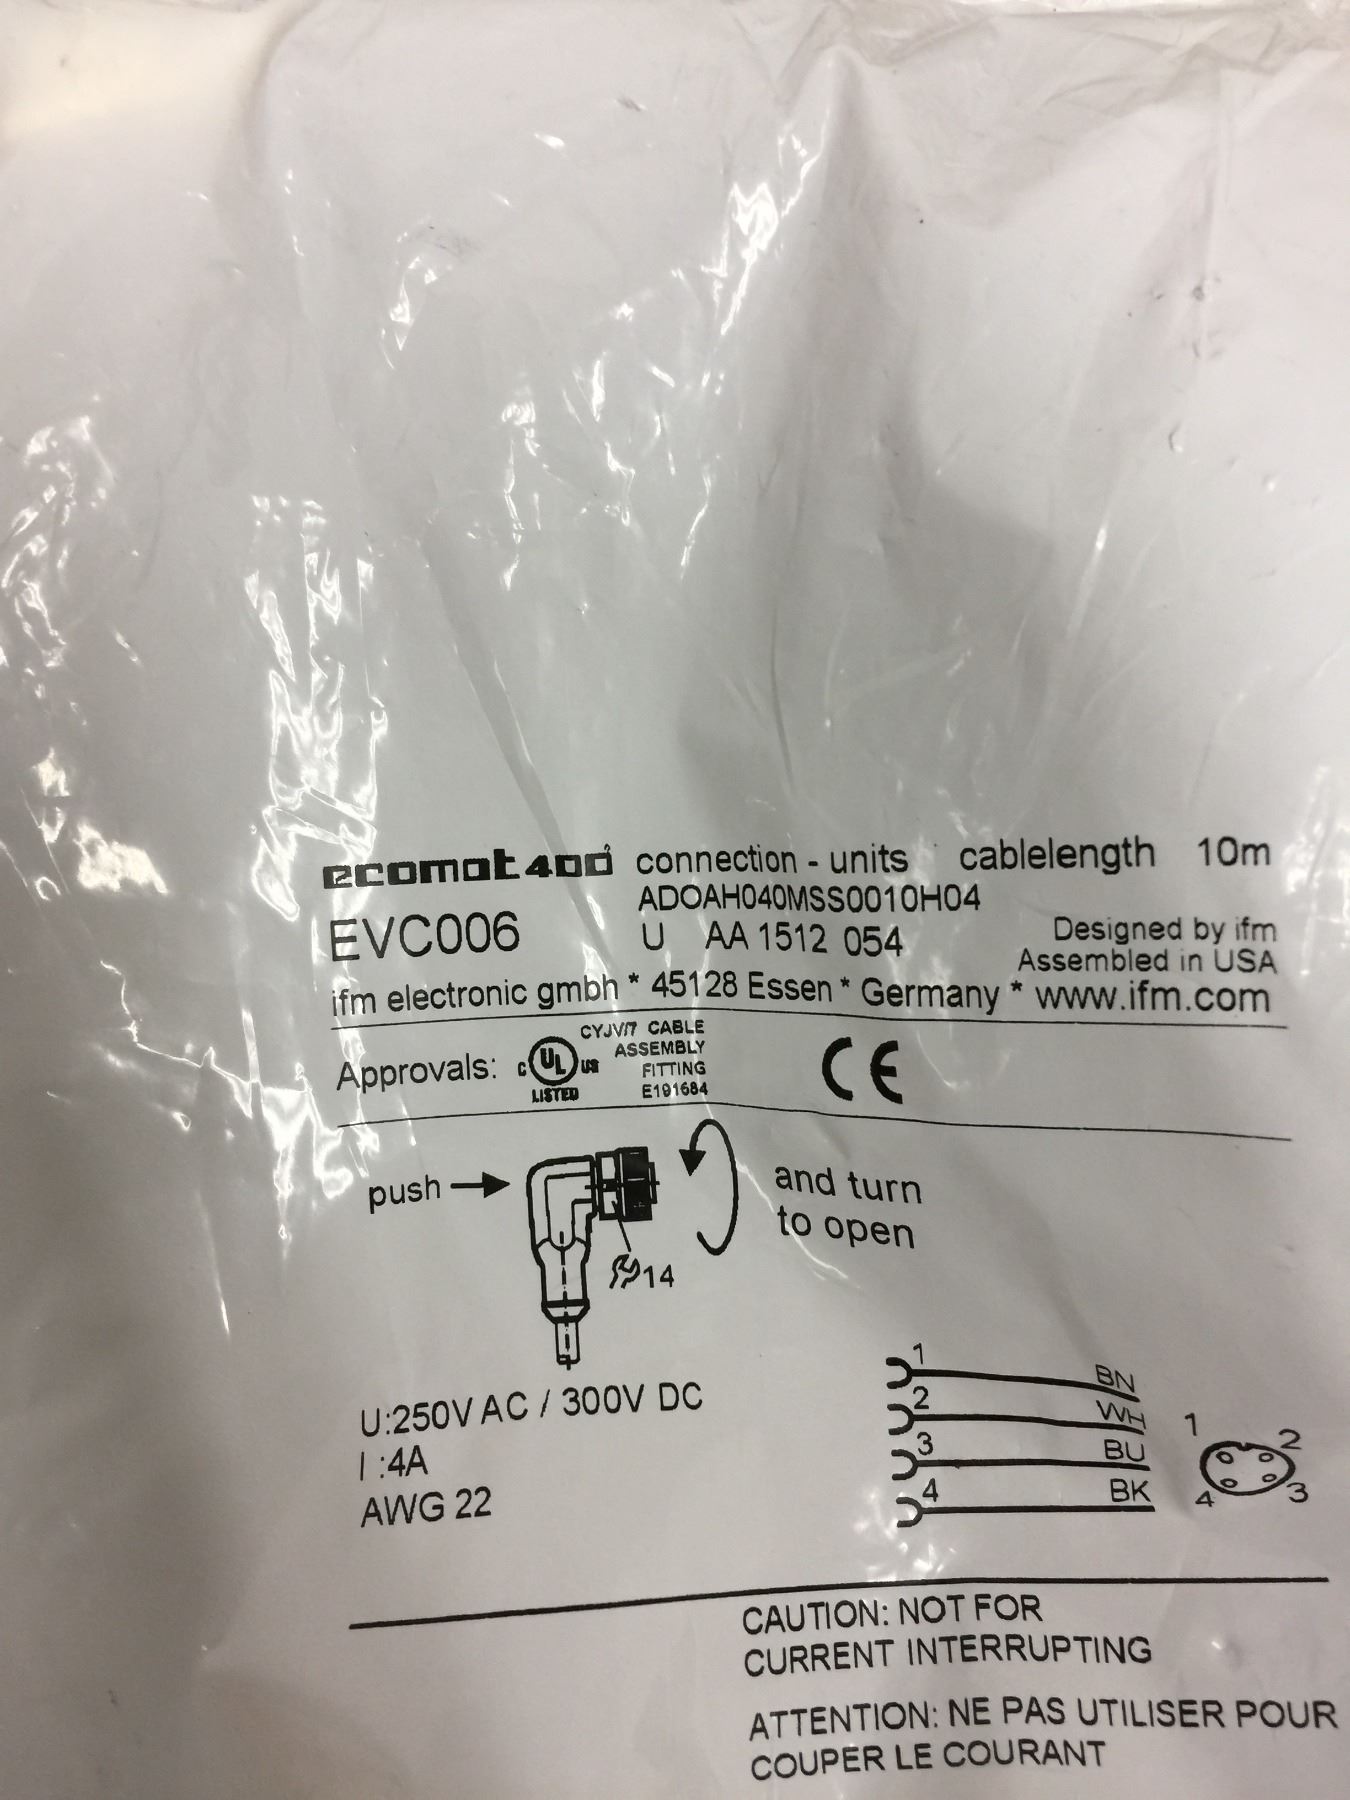 ecomat400 connection - units cablelength 10m
ADOAH040MSS0010H04
EVC006 U AA 1512 054 Designed by ifm
Assembled in USA
ifm electronic gmbh * 45128 Essen * Germany * www.ifm.com
CYJV/7 CABLE
Approvals: C UL US ASSEMBLY CE
FITTING
LISTED E191684
push and turn
to open
14
U:250V AC / 300V DC
I :4A
AWG 22
1 BN
2 WH
3 BU
4 BK
1 2
4 3
CAUTION: NOT FOR
CURRENT INTERRUPTING
ATTENTION: NE PAS UTILISER POUR
COUPER LE COURANT